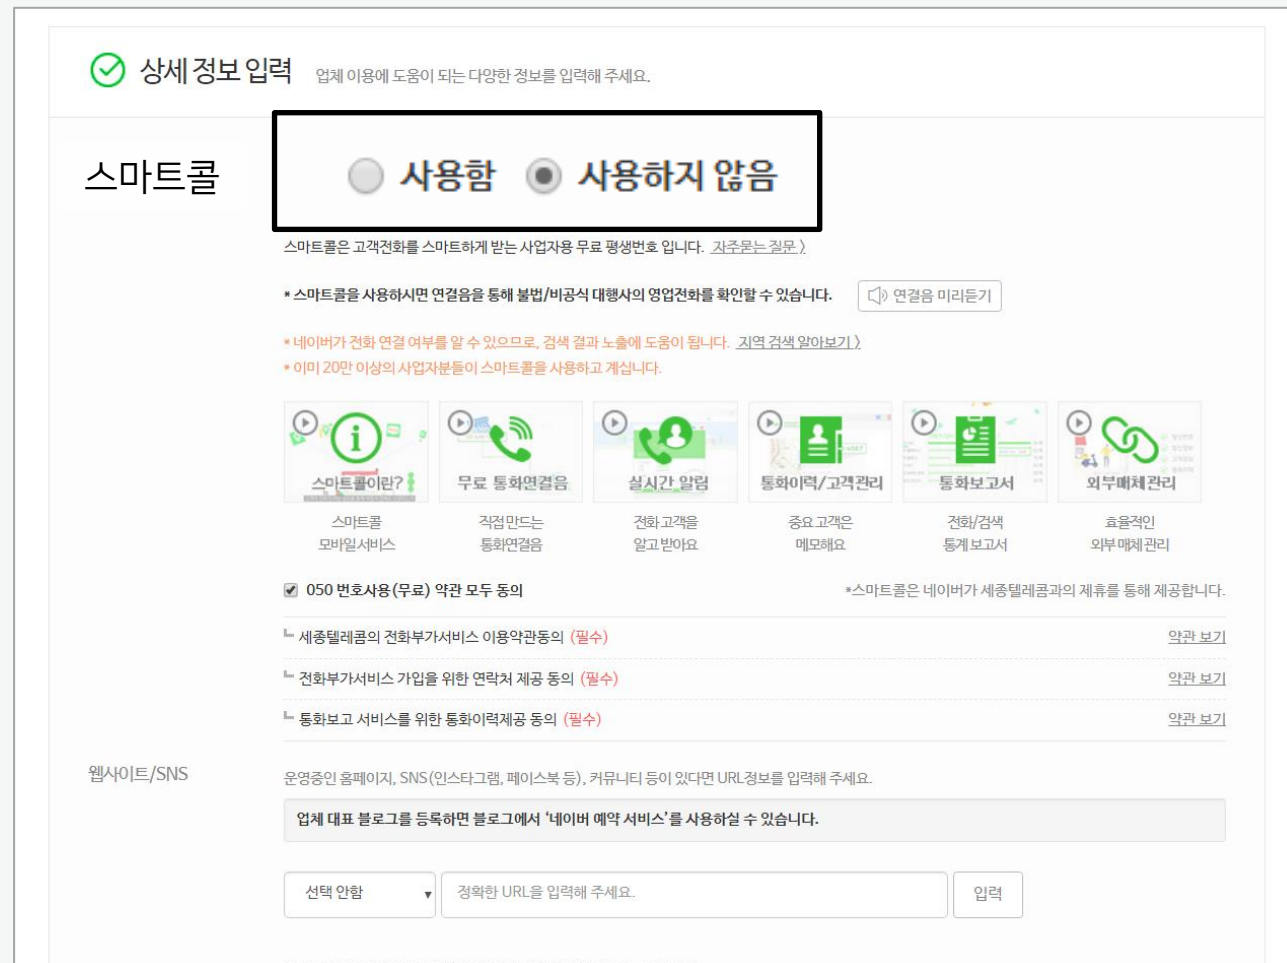 상세 정보 입력 업체 이용에 도움이 되는 다양한 정보를 입력해 주세요.
스마트콜
사용함 사용하지 않음
스마트콜은 고객전화를 스마트하게 받는 사업자용 무료 평생번호 입니다. 자주묻는 질문 〉
* 스마트콜을 사용하시면 연결음을 통해 불법/비공식 대행사의 영업전화를 확인할 수 있습니다. 연결음 미리듣기
* 네이버가 전화 연결 여부를 알 수 있으므로, 검색 결과 노출에 도움이 됩니다. 지역 검색 알아보기 〉
* 이미 20만 이상의 사업자분들이 스마트콜을 사용하고 계십니다.
스마트콜이란? 무료 통화연결음 실시간 알림 통화이력/고객관리 통화보고서 외부매체관리
스마트콜 직접 만드는 전화 고객을 중요 고객은 전화/검색 효율적인
모바일 서비스 통화연결음 알고 받아요 메모해요 통계 보고서 외부 매체 관리
050 번호사용(무료) 약관 모두 동의 *스마트콜은 네이버가 세종텔레콤과의 제휴를 통해 제공합니다.
세종텔레콤의 전화부가서비스 이용약관동의 (필수) 약관 보기
전화부가서비스 가입을 위한 연락처 제공 동의 (필수) 약관 보기
통화보고 서비스를 위한 통화이력제공 동의 (필수) 약관 보기
웹사이트/SNS 운영중인 홈페이지, SNS(인스타그램, 페이스북 등), 커뮤니티 등이 있다면 URL정보를 입력해 주세요.
업체 대표 블로그를 등록하면 블로그에서 ‘네이버 예약 서비스’를 사용하실 수 있습니다.
선택 안함 정확한 URL을 입력해 주세요. 입력